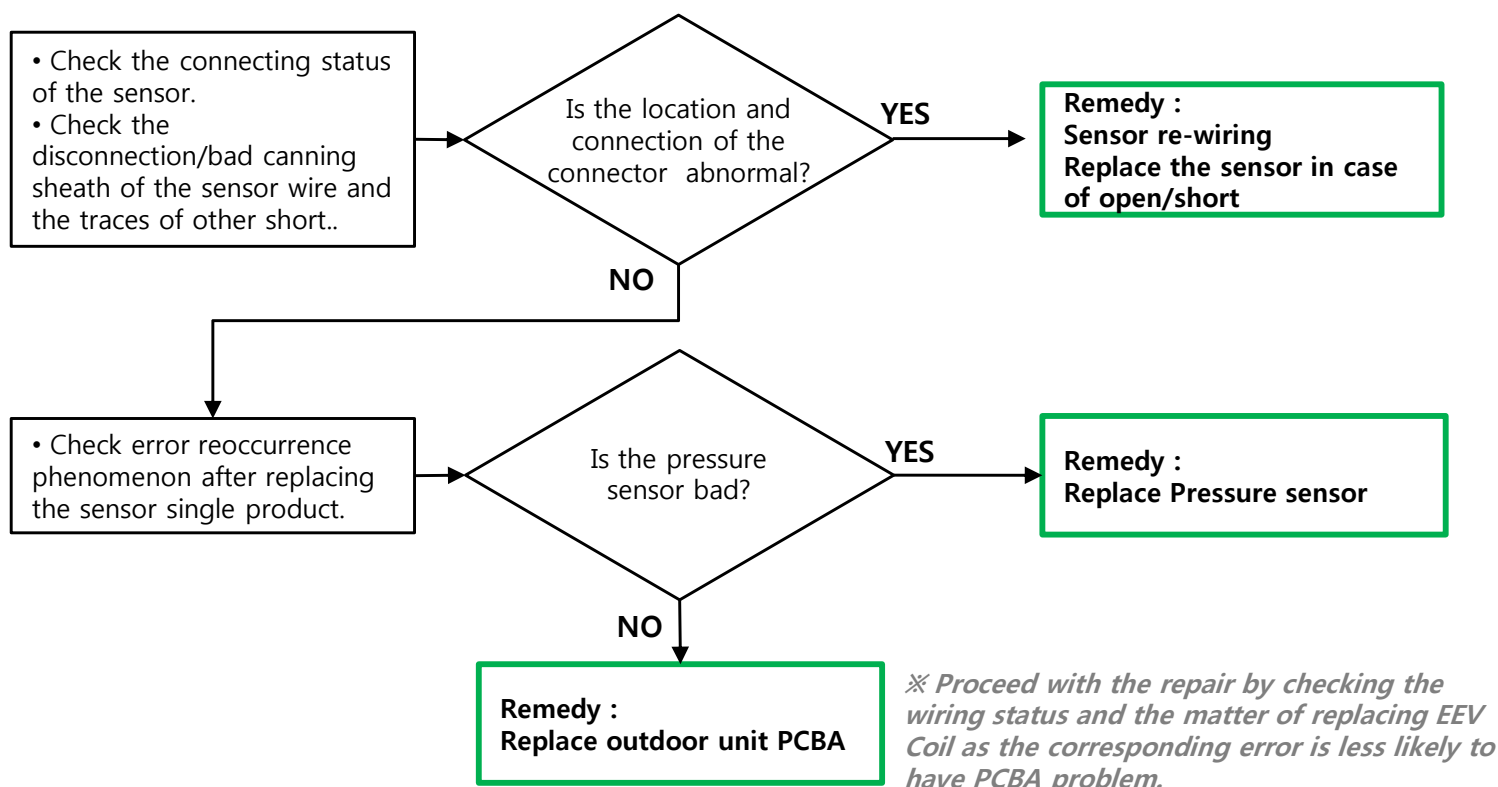 • Check the connecting status
of the sensor.
• Check the
disconnection/bad canning
sheath of the sensor wire and
the traces of other short..
Is the location and
connection of the
connector abnormal?
YES
Remedy :
Sensor re-wiring
Replace the sensor in case
of open/short
NO
• Check error reoccurrence
phenomenon after replacing
the sensor single product.
Is the pressure
sensor bad?
YES
Remedy :
Replace Pressure sensor
NO
Remedy :
Replace outdoor unit PCBA
※ Proceed with the repair by checking the
wiring status and the matter of replacing EEV
Coil as the corresponding error is less likely to
have PCBA problem.